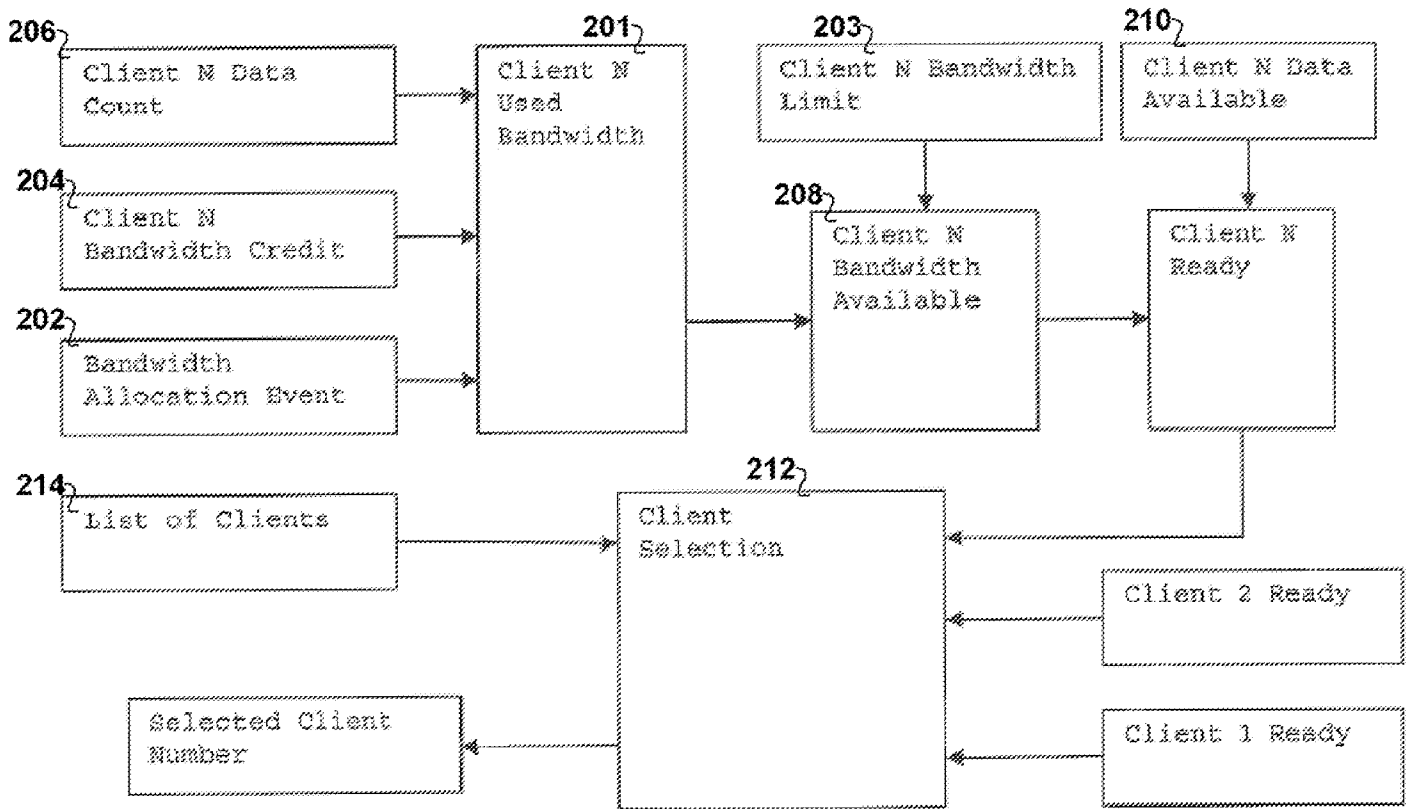 206
Client N Data
Count
201
Client N
Used
Bandwidth
203
Client N Bandwidth
Limit
210
Client N Data
Available
204
Client N
Bandwidth Credit
208
Client N
Bandwidth
Available
Client N
Ready
202
Bandwidth
Allocation Event
214
List of Clients
212
Client
Selection
Client 2 Ready
Selected Client
Number
Client 1 Ready